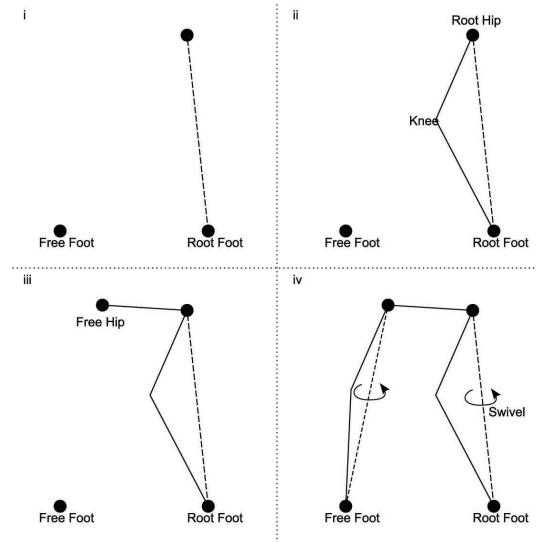 i
Free Foot
Root Foot
ii
Root Hip
Knee
Free Foot
Root Foot
iii
Free Hip
Free Foot
Root Foot
iv
Swivel
Free Foot
Root Foot